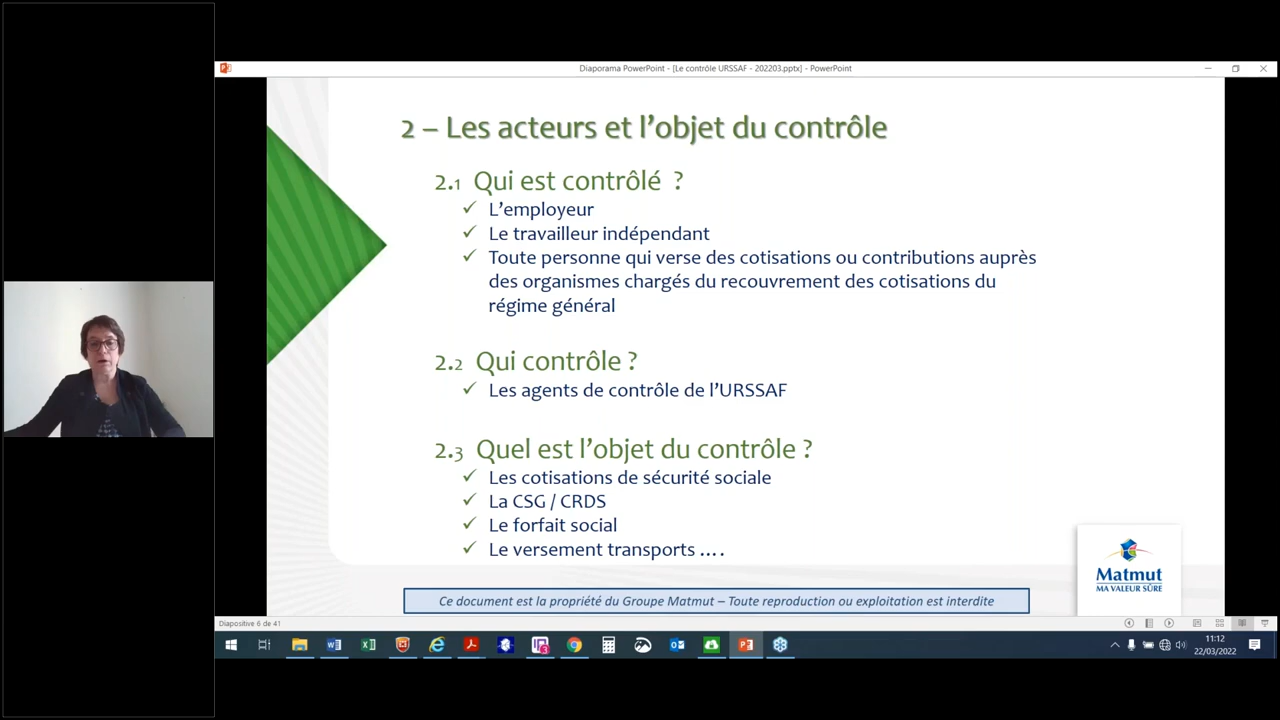 Diaporama PowerPoint - [Le contrôle URSSAF - 202203.pptx] - PowerPoint
2 – Les acteurs et l’objet du contrôle
2.1 Qui est contrôlé ?
✓ L’employeur
✓ Le travailleur indépendant
✓ Toute personne qui verse des cotisations ou contributions auprès
des organismes chargés du recouvrement des cotisations du
régime général
2.2 Qui contrôle ?
✓ Les agents de contrôle de l’URSSAF
2.3 Quel est l’objet du contrôle ?
✓ Les cotisations de sécurité sociale
✓ La CSG / CRDS
✓ Le forfait social
✓ Le versement transports ….
Matmut
MA VALEUR SÛRE
Ce document est la propriété du Groupe Matmut – Toute reproduction ou exploitation est interdite
Diapositive 6 de 41
11:12
22/03/2022